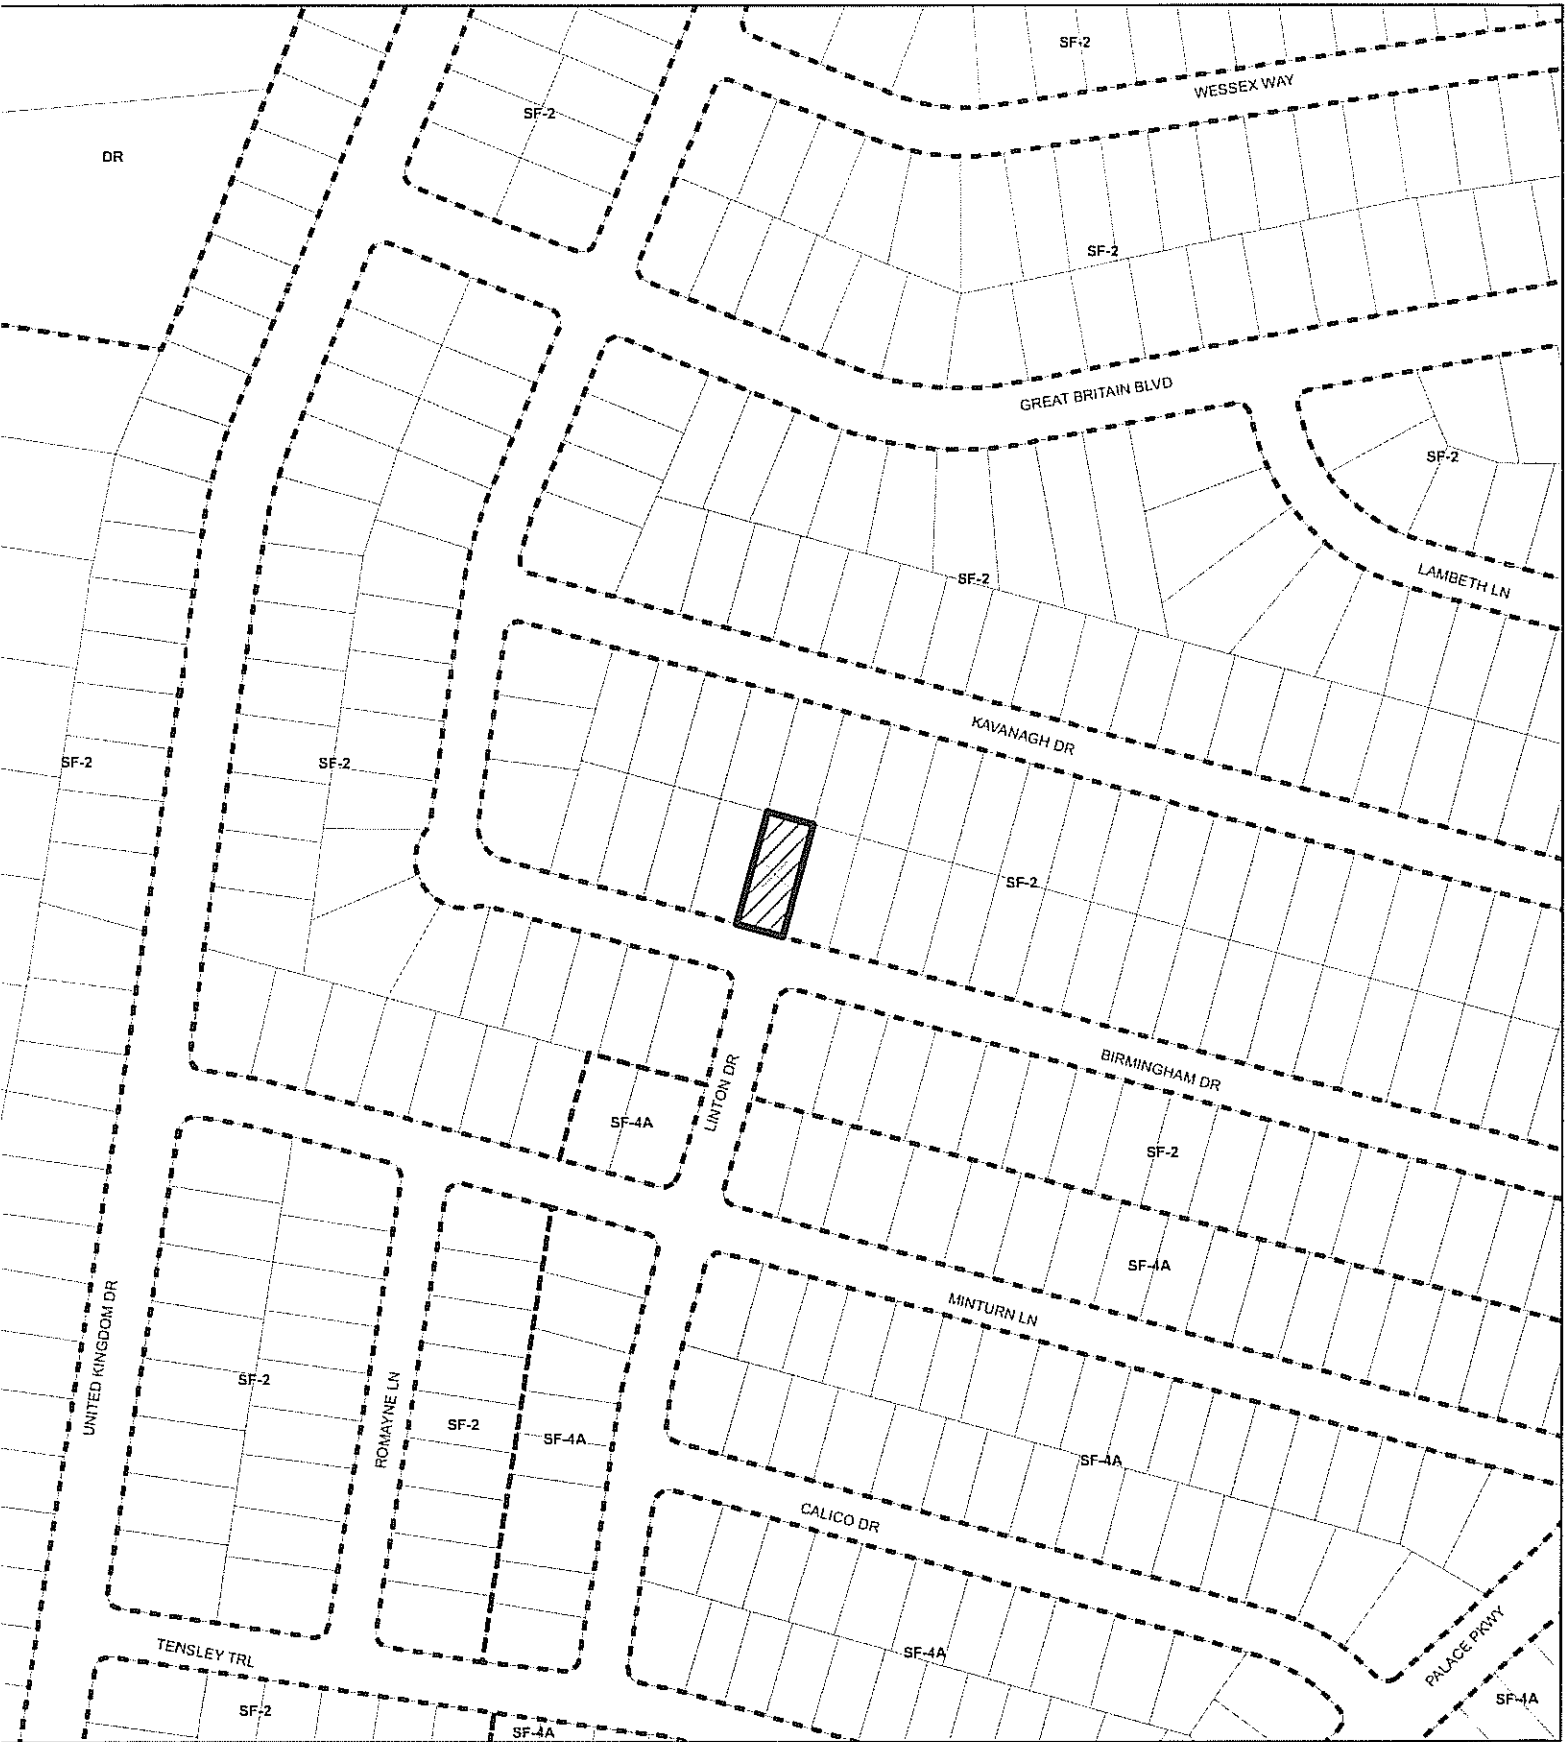 SF-2
WESSEX WAY
SF-2
DR
SF-2
GREAT BRITAIN BLVD
SF-2
LAMBETH LN
SF-2
KAVANAGH DR
SF-2
SF-2
SF-2
BIRMINGHAM DR
LINTON DR
SF-4A
SF-2
SF-4A
MINTURN LN
UNITED KINGDOM DR
SF-2
ROMAYNE LN
SF-2
SF-4A
SF-4A
CALICO DR
TENSLEY TRL
SF-4A
PALACE PKWY
SF-4A
SF-2
SF-4A